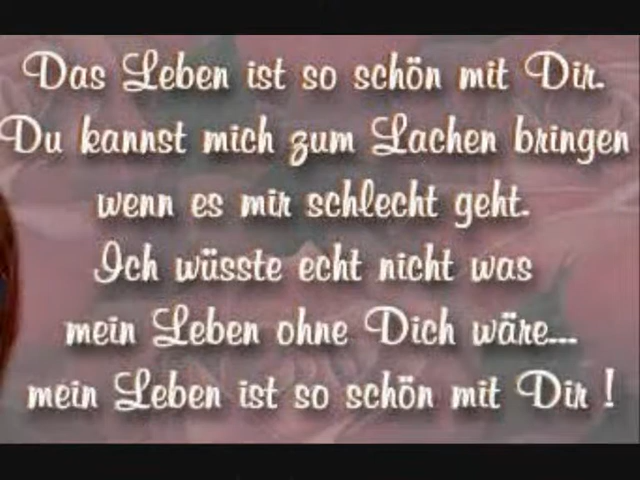 Das Leben ist so schön mit Dir.
Du kannst mich zum Lachen bringen
wenn es mir schlecht geht.
Ich wüsste echt nicht was
mein Leben ohne Dich wäre...
mein Leben ist so schön mit Dir !